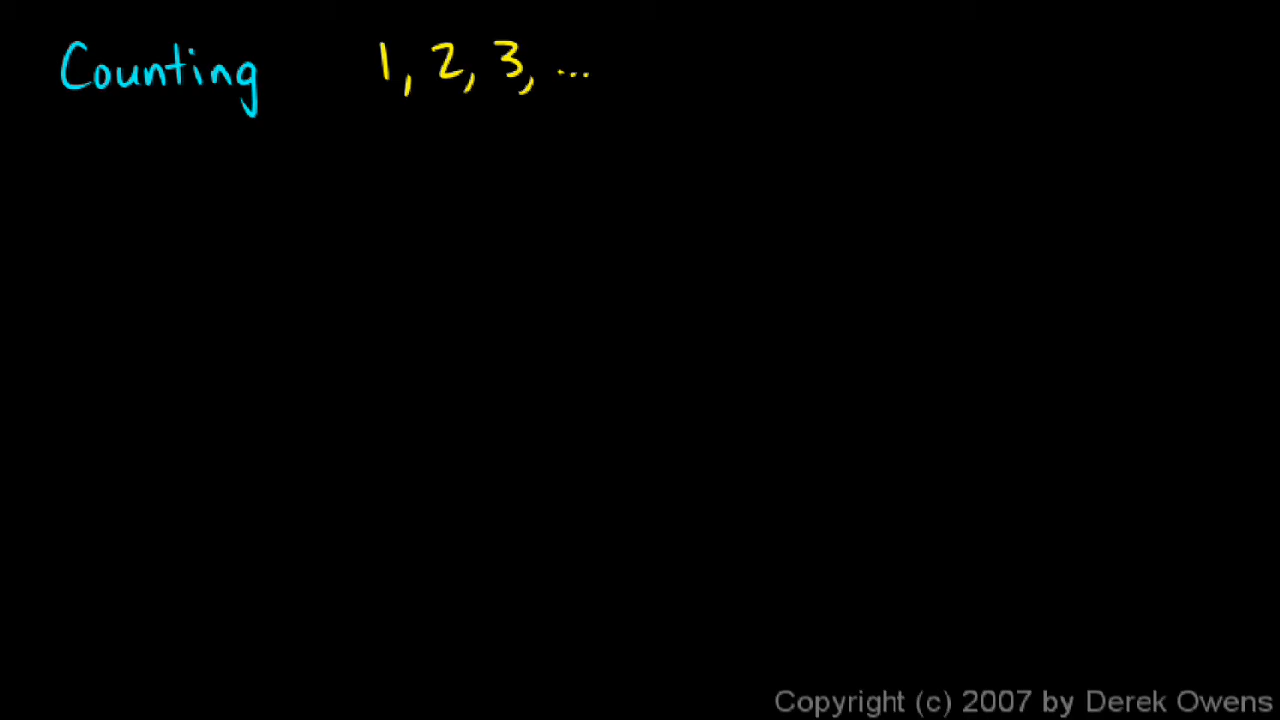 Counting 1, 2, 3, ...
Copyright (c) 2007 by Derek Owens